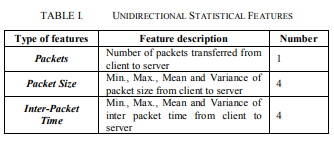 TABLE I. UNIDIRECTIONAL STATISTICAL FEATURES
Type of features Feature description Number
Packets Number of packets transferred from client to server 1
Packet Size Min., Max., Mean and Variance of packet size from client to server 4
Inter-Packet Time Min., Max., Mean and Variance of inter packet time from client to server 4